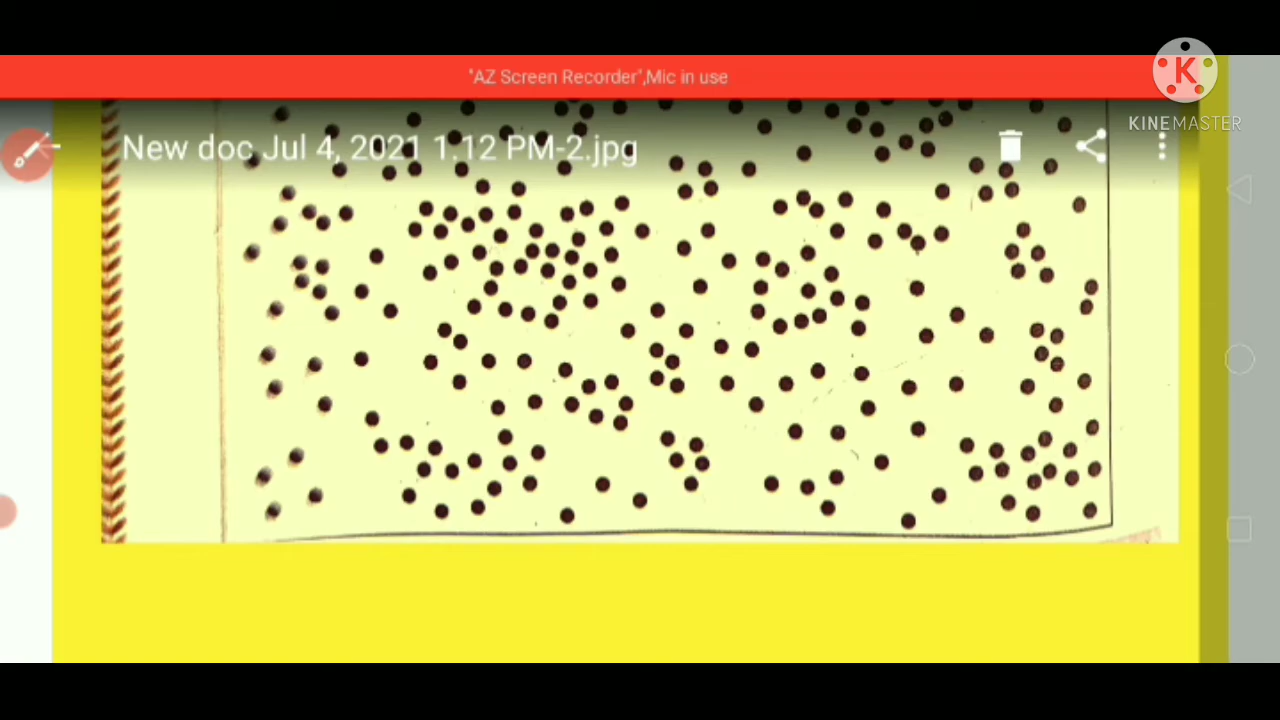 "AZ Screen Recorder",Mic in use
K
KINEMASTER
New doc Jul 4, 2021 1.12 PM-2.jpg